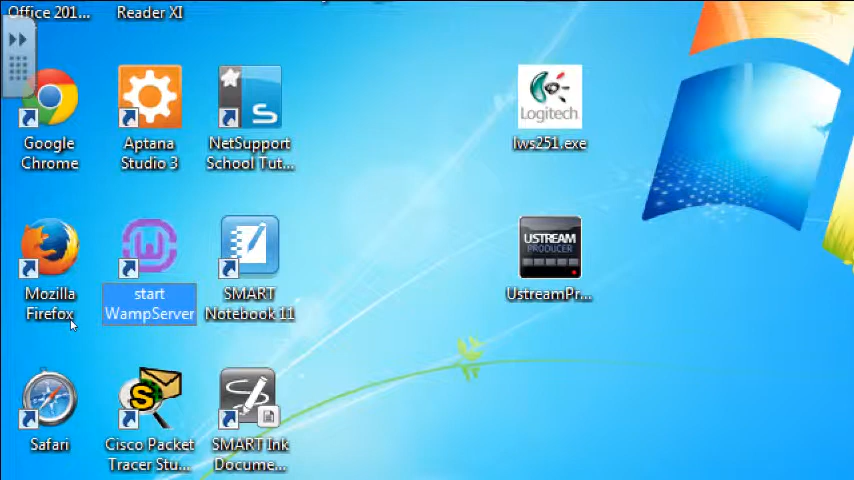 Office 201...
Reader XI
Google
Chrome
Aptana
Studio 3
NetSupport
School Tut...
S
Logitech
lws251.exe
Mozilla
Firefox
W
start
WampServer
SMART
Notebook 11
USTREAM
PRODUCER
UstreamPr...
Safari
S
Cisco Packet
Tracer Stu...
SMART Ink
Docume...